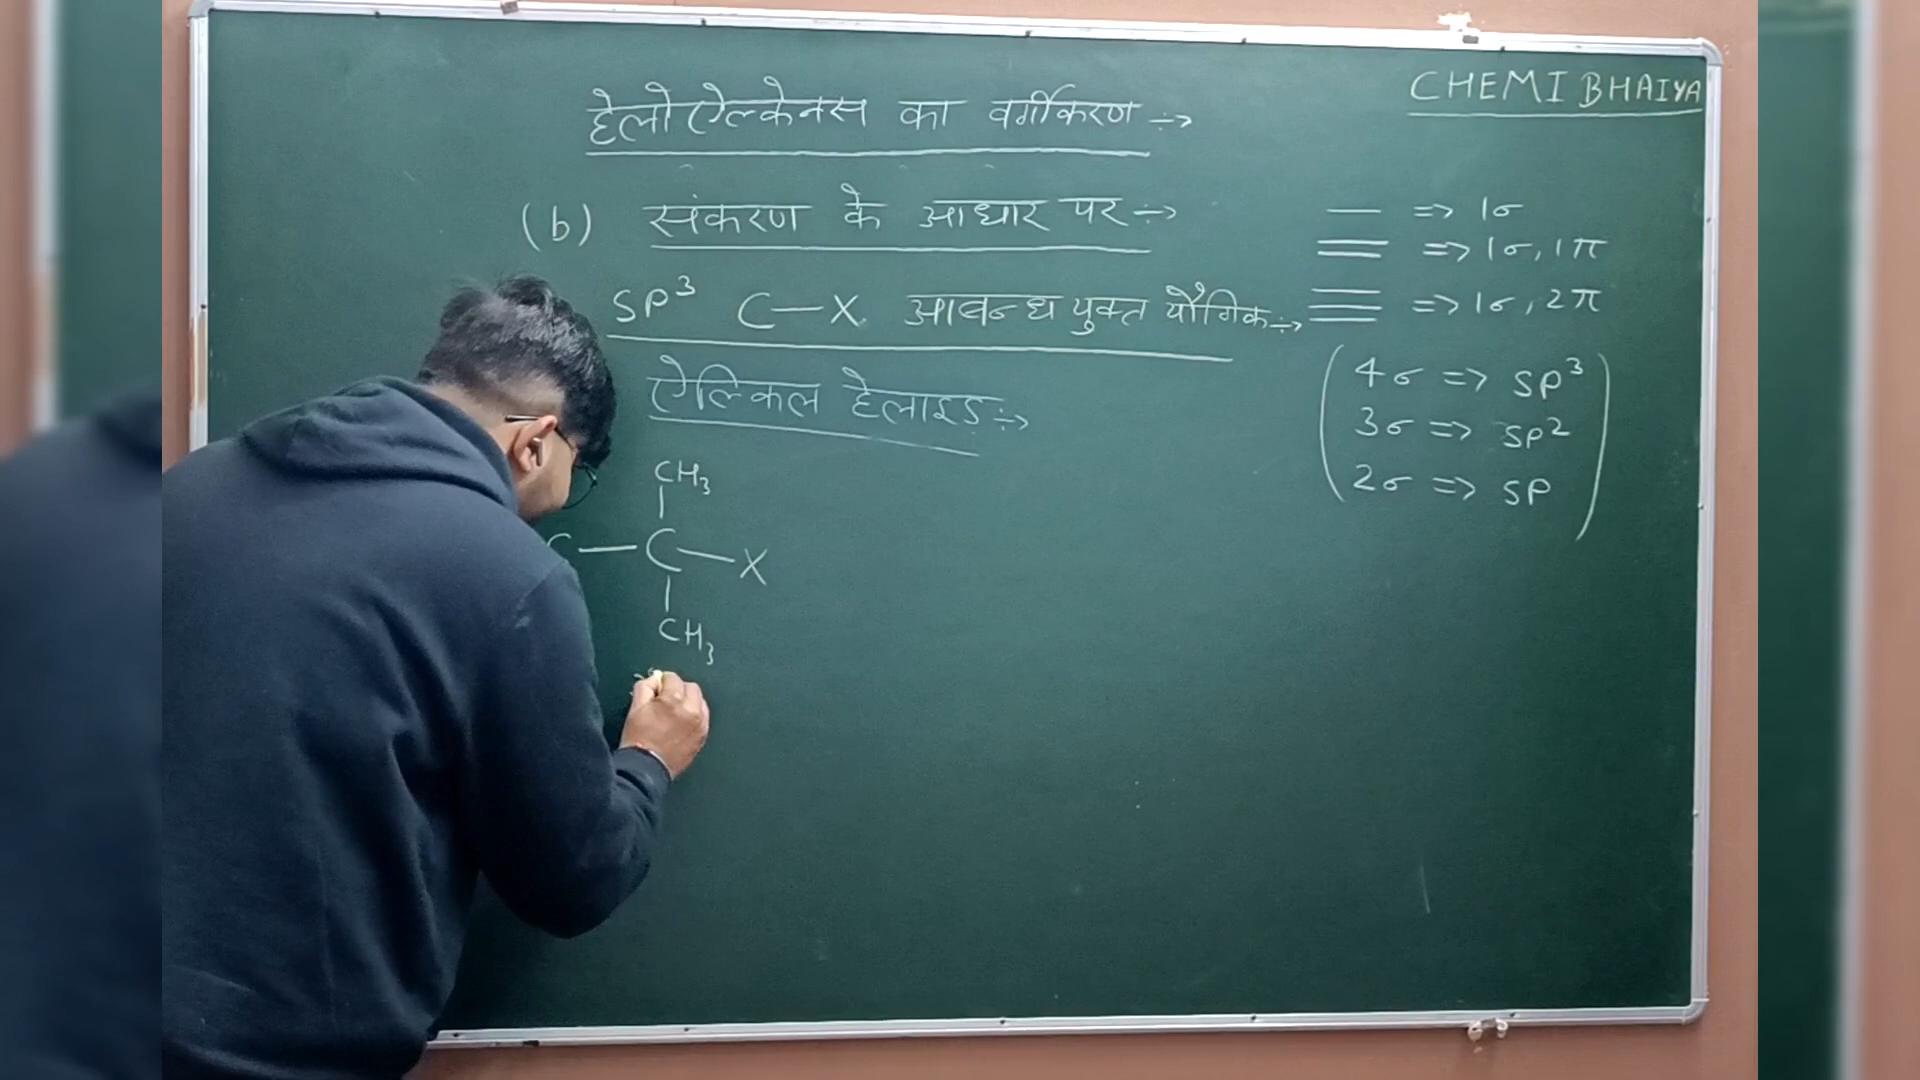 CHEMI BHAIYA
हेलोऐल्केनस का वर्गीकरण ÷>
(b) संकरण के आधार पर ÷>
SP³ C—X आबन्ध युक्त यौगिक ÷>
ऐल्किल हेलाइड ÷>
CH₃
|
C — C — X
|
CH₃
— => 1σ
═ => 1σ, 1π
≡ => 1σ, 2π
4σ => SP³
3σ => SP²
2σ => SP